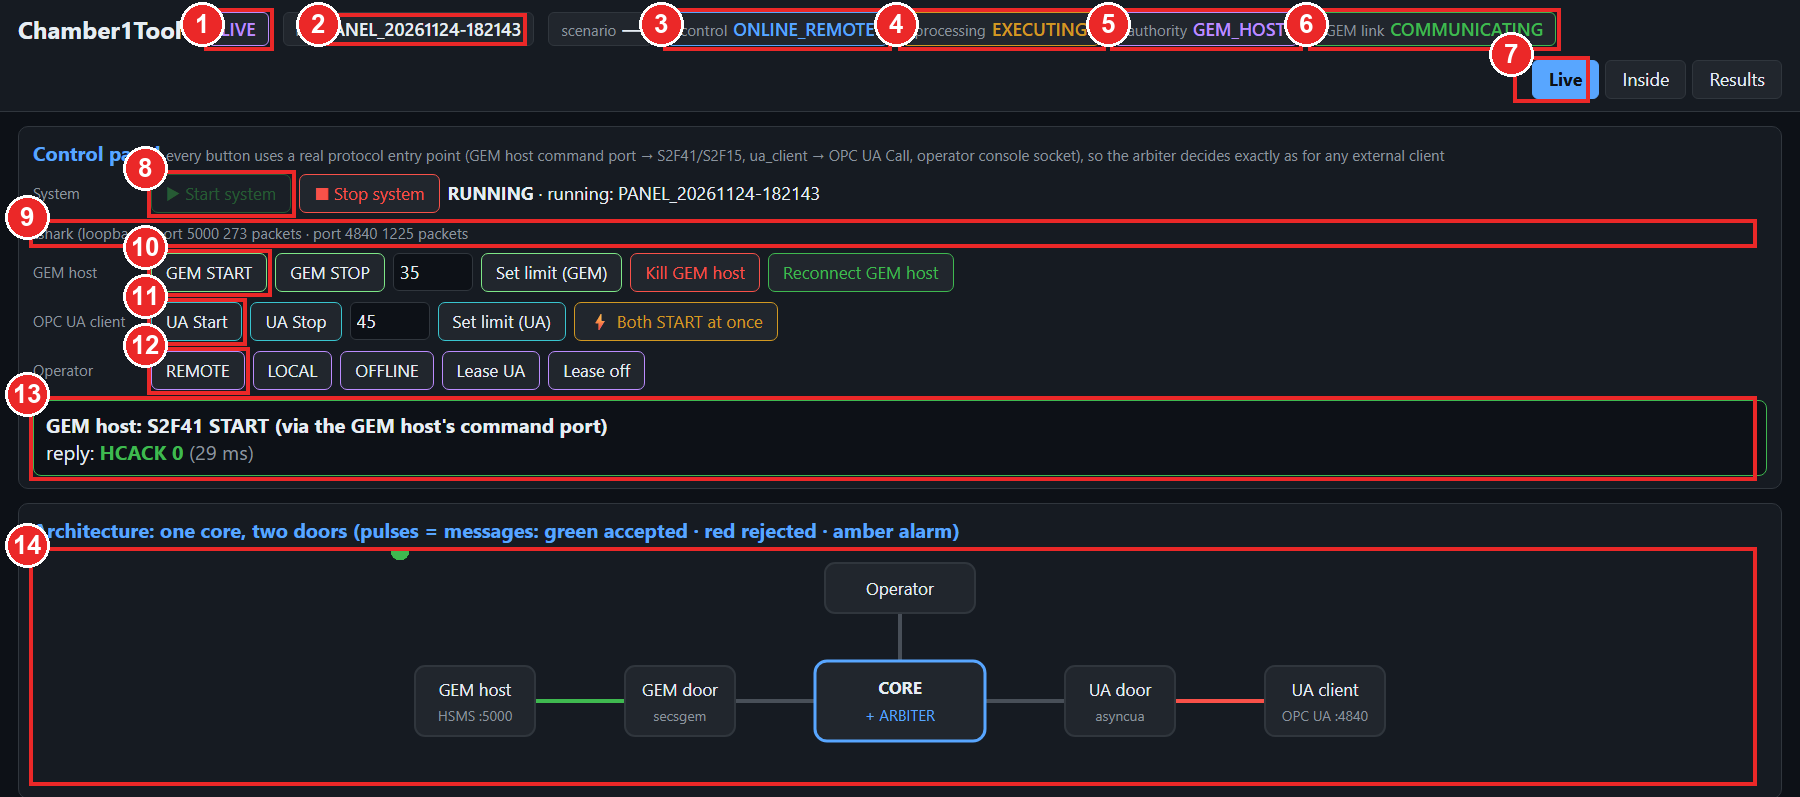 Chamber1Tool
1 LIVE
2 PANEL_20261124-182143
scenario —
3 control ONLINE_REMOTE
4 processing EXECUTING
5 authority GEM_HOST
6 GEM link COMMUNICATING
7 Live
Inside
Results
Control
every button uses a real protocol entry point (GEM host command port → S2F41/S2F15, ua_client → OPC UA Call, operator console socket), so the arbiter decides exactly as for any external client
System
8 ▶ Start system
■ Stop system
RUNNING · running: PANEL_20261124-182143
9 (loopba port 5000 273 packets · port 4840 1225 packets
GEM host
10 GEM START
GEM STOP
35
Set limit (GEM)
Kill GEM host
Reconnect GEM host
OPC UA client
11 UA Start
UA Stop
45
Set limit (UA)
⚡ Both START at once
Operator
12 REMOTE
LOCAL
OFFLINE
Lease UA
Lease off
13
GEM host: S2F41 START (via the GEM host's command port)
reply: HCACK 0 (29 ms)
Architecture: one core, two doors (pulses = messages: green accepted · red rejected · amber alarm)
14
Operator
GEM host
HSMS :5000
GEM door
secsgem
CORE
+ ARBITER
UA door
asyncua
UA client
OPC UA :4840